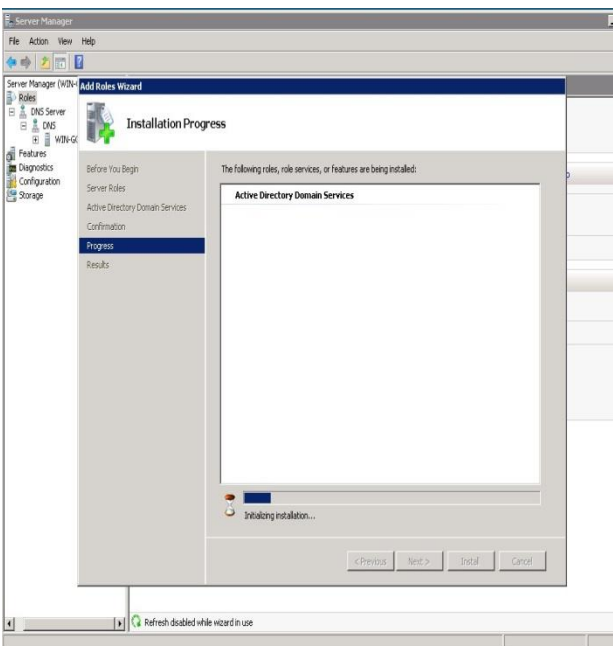 Server Manager
File Action View Help
Server Manager (WIN-
Roles
DNS Server
DNS
WIN-G
Features
Diagnostics
Configuration
Storage
Add Roles Wizard
Installation Progress
Before You Begin
Server Roles
Active Directory Domain Services
Confirmation
Progress
Results
The following roles, role services, or features are being installed:
Active Directory Domain Services
Initializing installation...
< Previous Next > Install Cancel
Refresh disabled while wizard in use